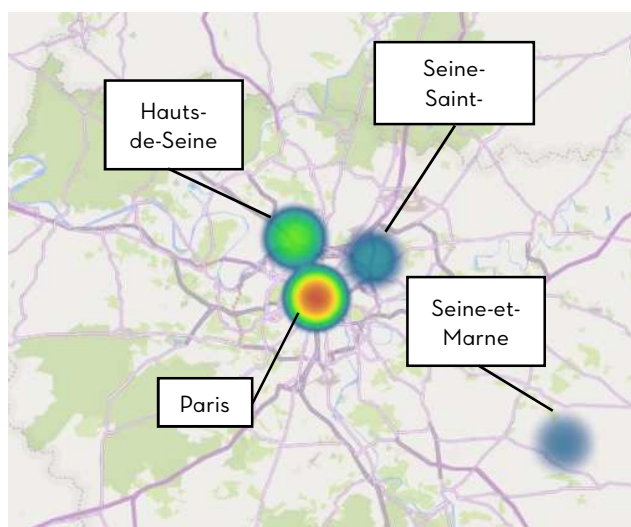 Seine-
Saint-
Hauts-
de-Seine
Seine-et-
Marne
Paris